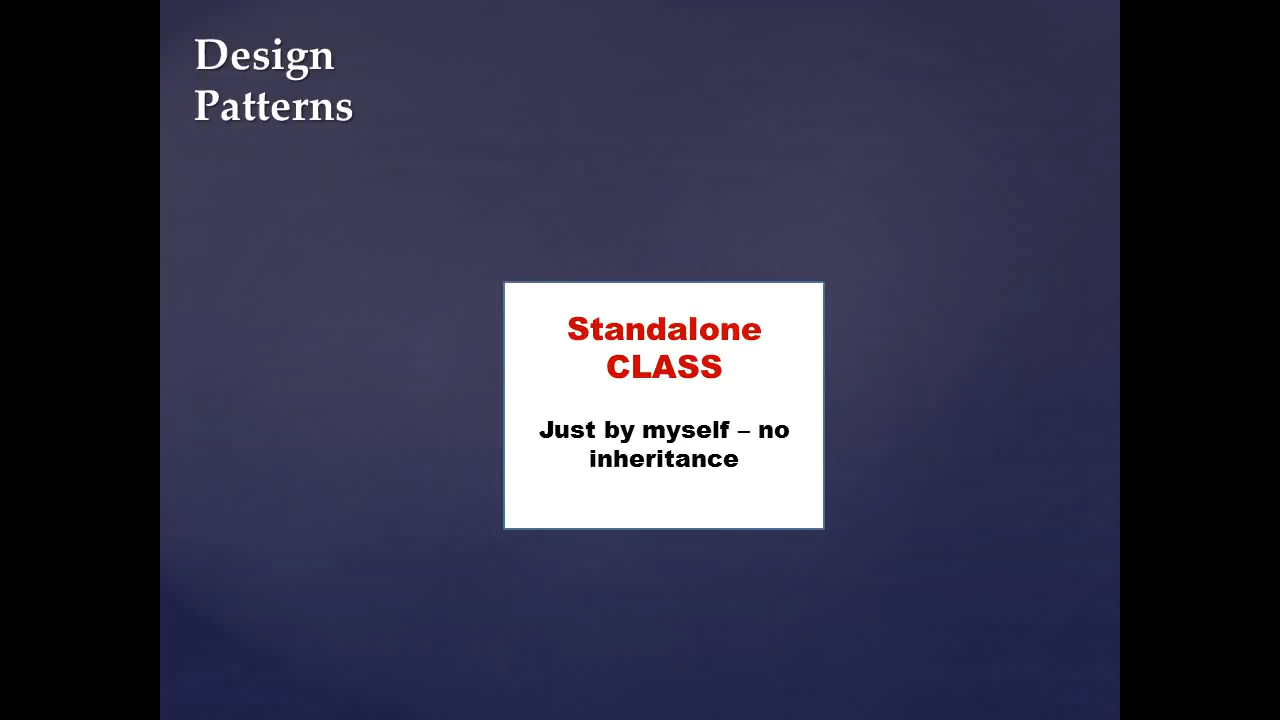 Design
Patterns
Standalone
CLASS
Just by myself – no
inheritance